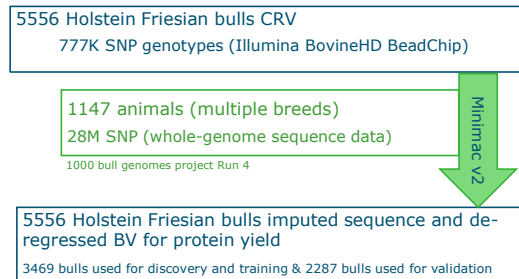 5556 Holstein Friesian bulls CRV
777K SNP genotypes (Illumina BovineHD BeadChip)
1147 animals (multiple breeds)
28M SNP (whole-genome sequence data)
1000 bull genomes project Run 4
Minimac v2
5556 Holstein Friesian bulls imputed sequence and de-
regressed BV for protein yield
3469 bulls used for discovery and training & 2287 bulls used for validation